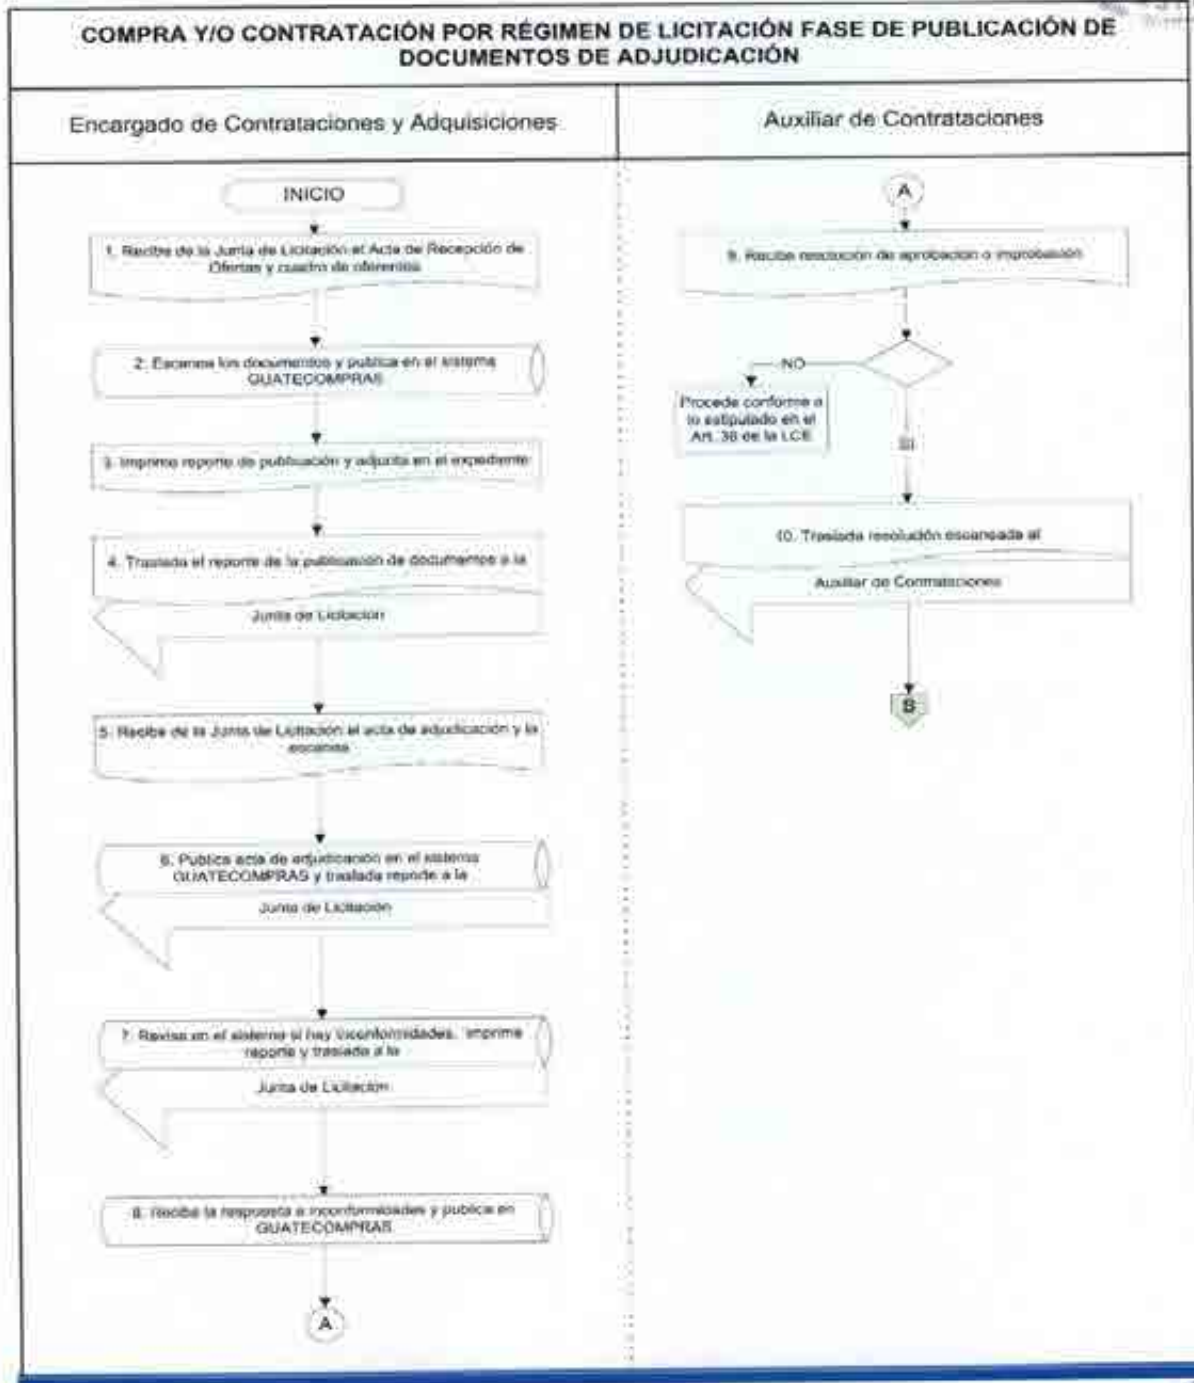 COMPRA Y/O CONTRATACIÓN POR RÉGIMEN DE LICITACIÓN FASE DE PUBLICACIÓN DE
DOCUMENTOS DE ADJUDICACIÓN
Encargado de Contrataciones y Adquisiciones
INICIO
1. Recibe de la Junta de Licitación el Acta de Recepción de
Ofertas y cuadro de oferentes
2. Escanea los documentos y publica en el sistema
GUATECOMPRAS
3. Imprime reporte de publicación y adjunta en el expediente
4. Traslada el reporte de la publicación de documentos a la
Junta de Licitación
5. Recibe de la Junta de Licitación el acta de adjudicación y la
escanea
6. Publica acta de adjudicación en el sistema
GUATECOMPRAS y traslada reporte a la
Junta de Licitación
7. Revisa en el sistema si hay inconformidades, imprime
reporte y traslada a la
Junta de Licitación
8. Recibe la respuesta a inconformidades y publica en
GUATECOMPRAS
A
Auxiliar de Contrataciones
A
9. Recibe resolución de aprobación o improbación
NO
Procede conforme a
lo estipulado en el
Art. 36 de la LCE
SI
10. Traslada resolución escaneada al
Auxiliar de Contrataciones
B